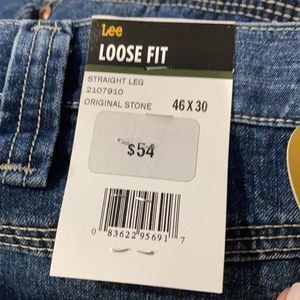 Lee
LOOSE FIT
STRAIGHT LEG
2107910
ORIGINAL STONE 46 X 30
$54
0 83622 95691 7